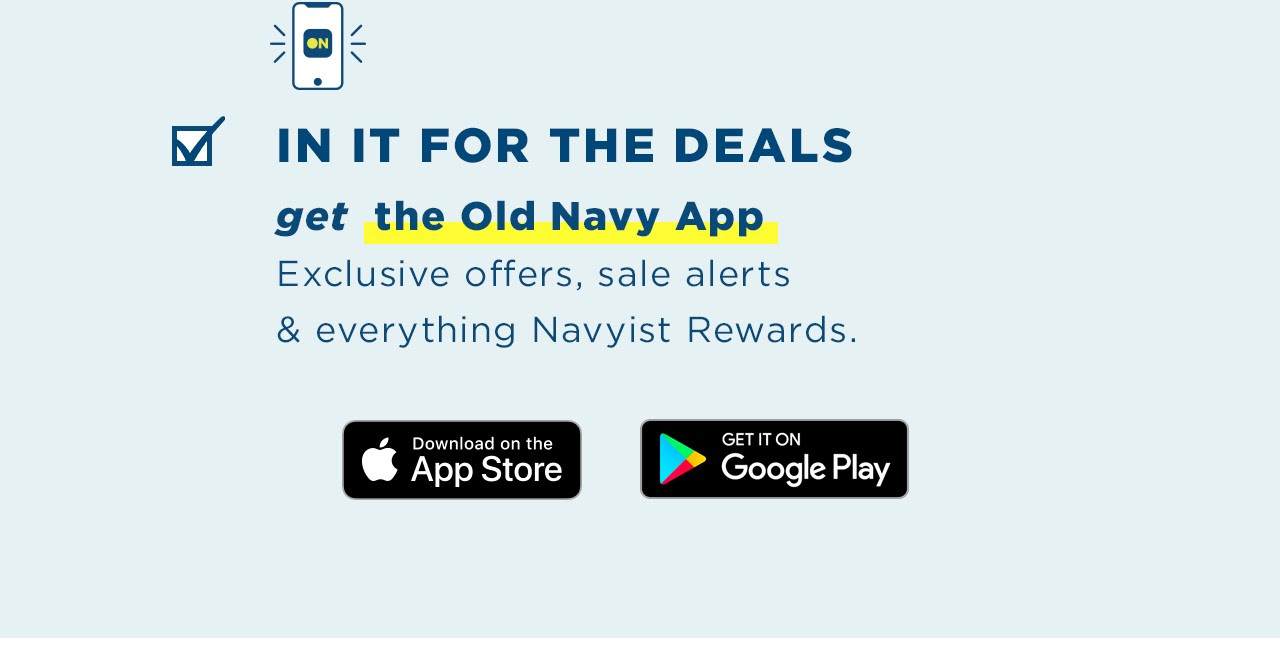 ON
IN IT FOR THE DEALS
get the Old Navy App
Exclusive offers, sale alerts
& everything Navyist Rewards.
Download on the
App Store
GET IT ON
Google Play